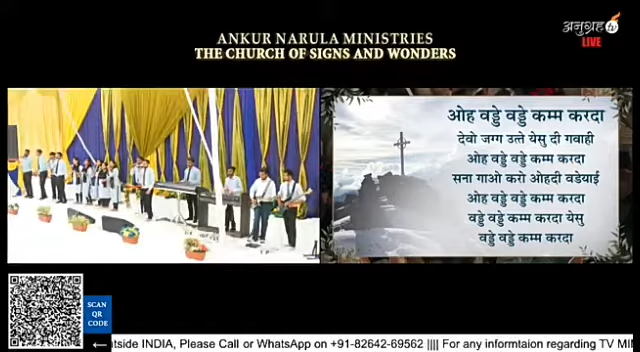 ANKUR NARULA MINISTRIES
THE CHURCH OF SIGNS AND WONDERS
अनुग्रह tv
LIVE
ओह वड्डे वड्डे कम्म करदा
देवो जग्ग उत्ते येसु दी गवाही
ओह वड्डे वड्डे कम्म करदा
सना गाओ करो ओहदी वडेयाई
ओह वड्डे वड्डे कम्म करदा
वड्डे वड्डे कम्म करदा येसु
वड्डे वड्डे कम्म करदा
SCAN
QR
CODE
tside INDIA, Please Call or WhatsApp on +91-82642-69562 |||| For any informtaion regarding TV MI